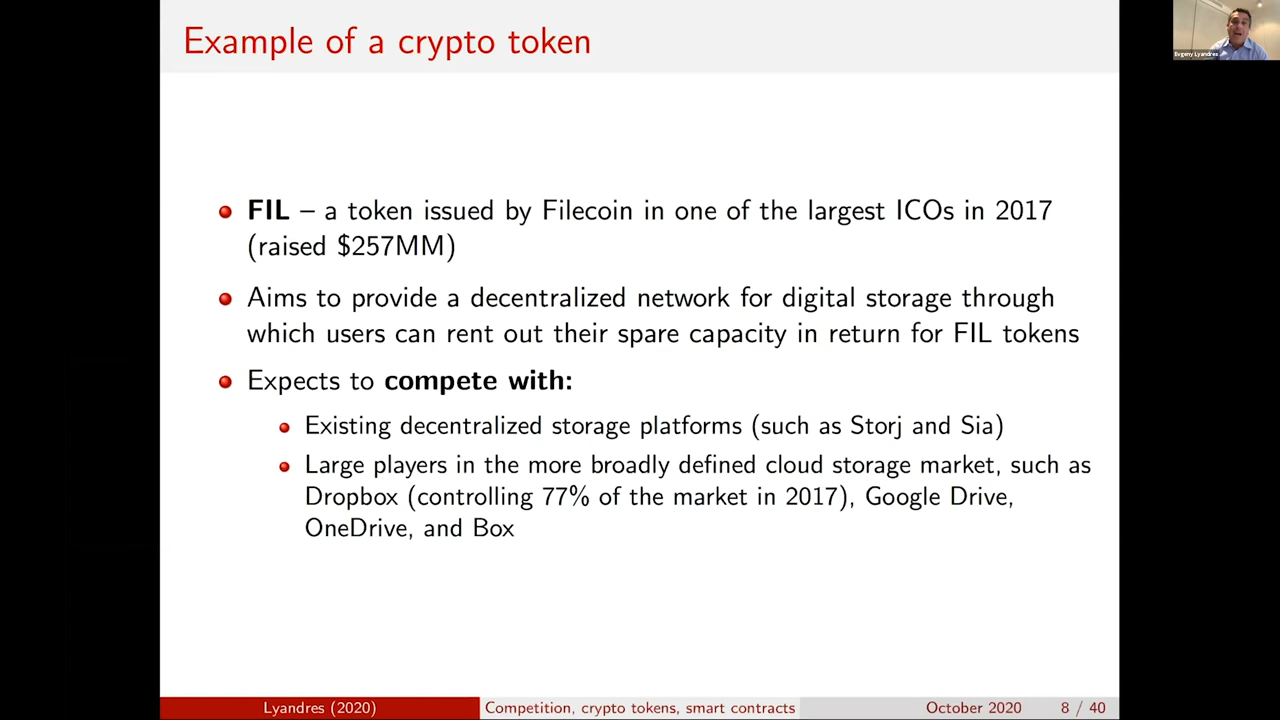 Example of a crypto token
Evgeny Lyandres
FIL – a token issued by Filecoin in one of the largest ICOs in 2017
(raised $257MM)
Aims to provide a decentralized network for digital storage through
which users can rent out their spare capacity in return for FIL tokens
Expects to compete with:
Existing decentralized storage platforms (such as Storj and Sia)
Large players in the more broadly defined cloud storage market, such as
Dropbox (controlling 77% of the market in 2017), Google Drive,
OneDrive, and Box
Lyandres (2020) Competition, crypto tokens, smart contracts October 2020 8 / 40